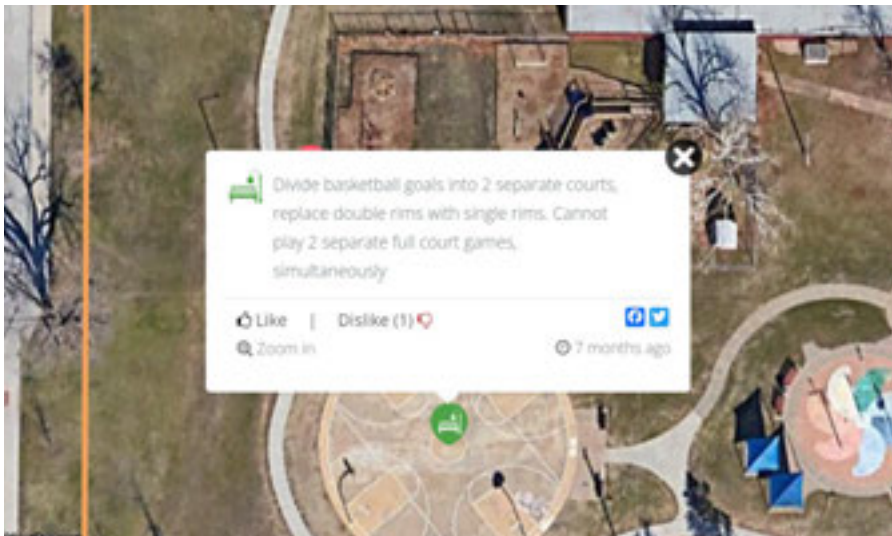 Divide basketball goals into 2 separate courts,
replace double rims with single rims. Cannot
play 2 separate full court games,
simultaneously
Like | Dislike (1)
Zoom in 7 months ago